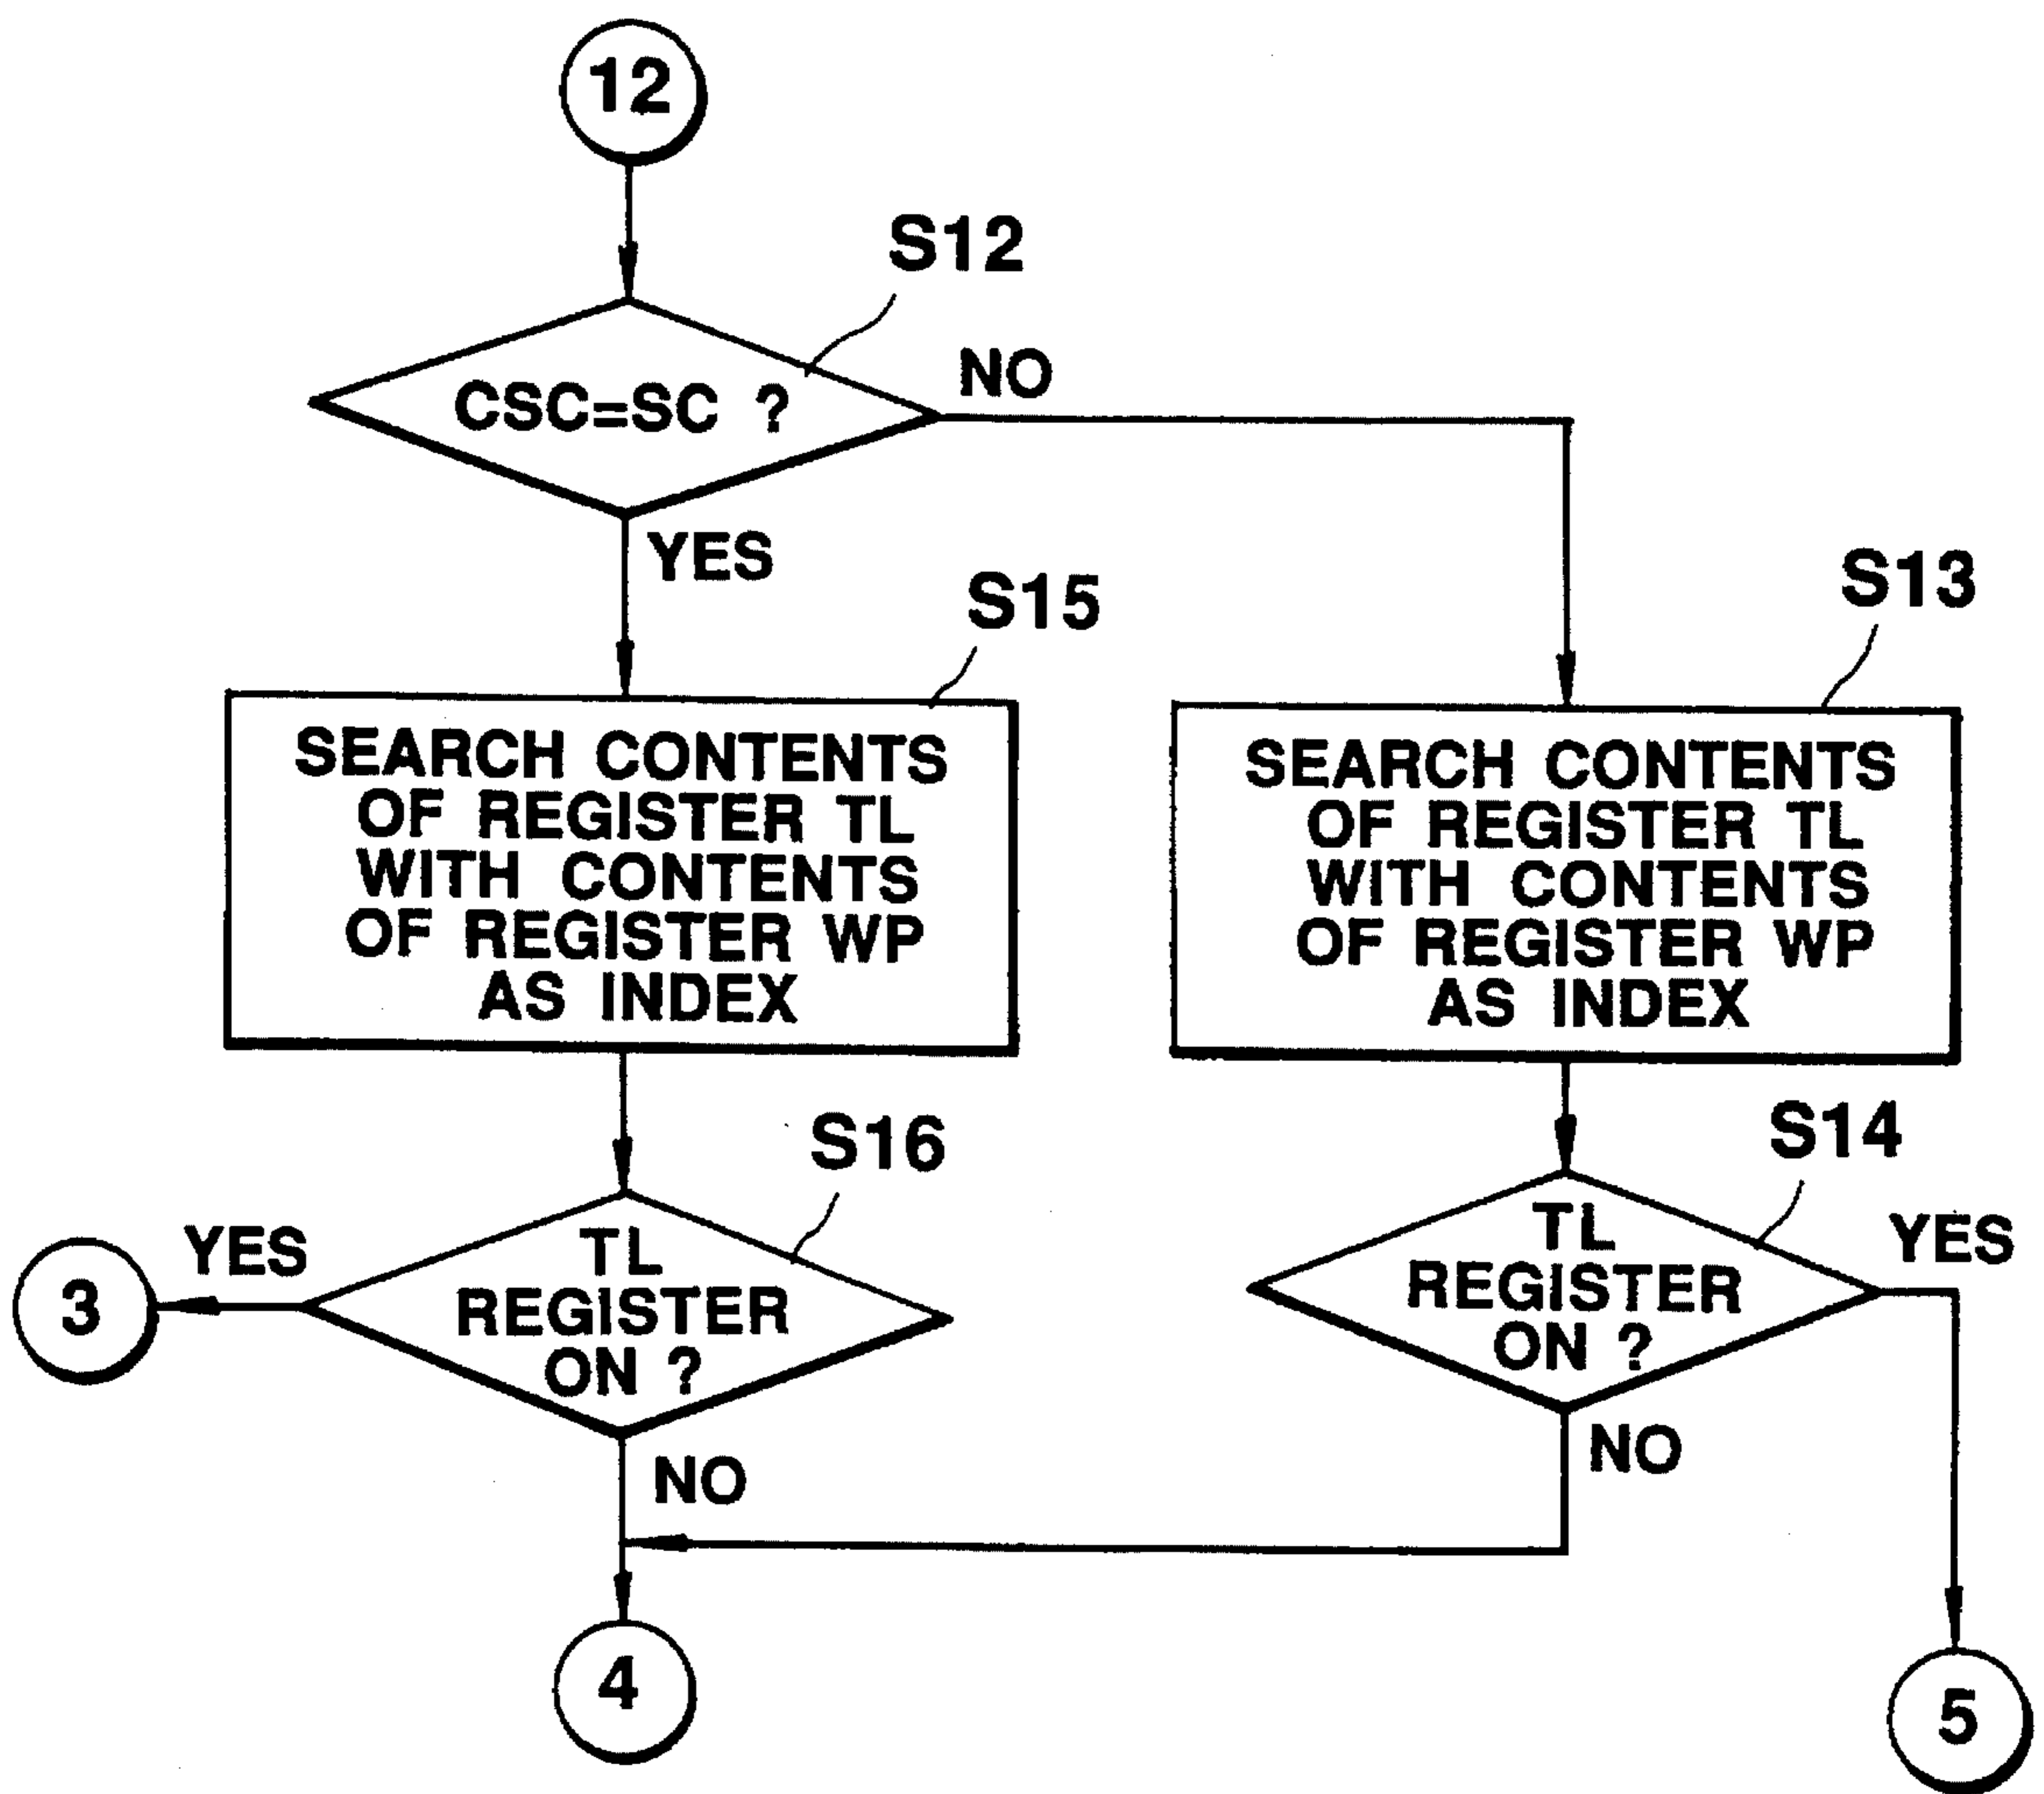 12
S12
CSC=SC ?
NO
YES
S15
SEARCH CONTENTS
OF REGISTER TL
WITH CONTENTS
OF REGISTER WP
AS INDEX
S13
SEARCH CONTENTS
OF REGISTER TL
WITH CONTENTS
OF REGISTER WP
AS INDEX
S16
TL
REGISTER
ON ?
YES
3
NO
4
S14
TL
REGISTER
ON ?
YES
NO
5